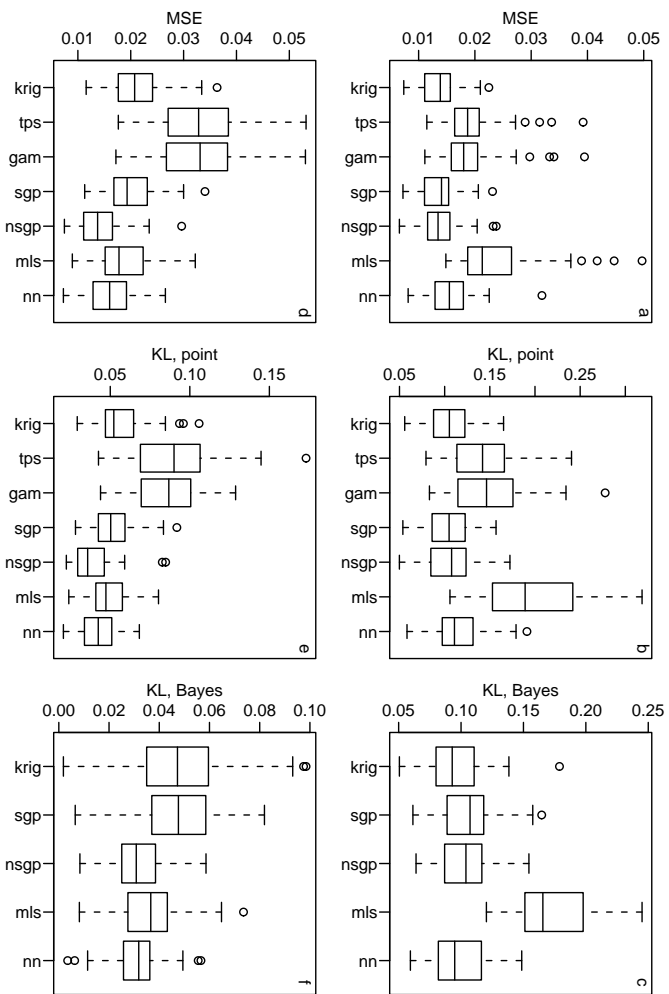 MSE
0.01 0.02 0.03 0.04 0.05
krig
tps
gam
sgp
nsgp
mls
nn
d
MSE
0.01 0.02 0.03 0.04 0.05
a
KL, point
0.05 0.10 0.15
krig
tps
gam
sgp
nsgp
mls
nn
e
KL, point
0.05 0.15 0.25
b
KL, Bayes
0.00 0.02 0.04 0.06 0.08 0.10
krig
sgp
nsgp
mls
nn
f
KL, Bayes
0.05 0.10 0.15 0.20 0.25
krig
sgp
nsgp
mls
nn
c
krig
tps
gam
sgp
nsgp
mls
nn
krig
tps
gam
sgp
nsgp
mls
nn